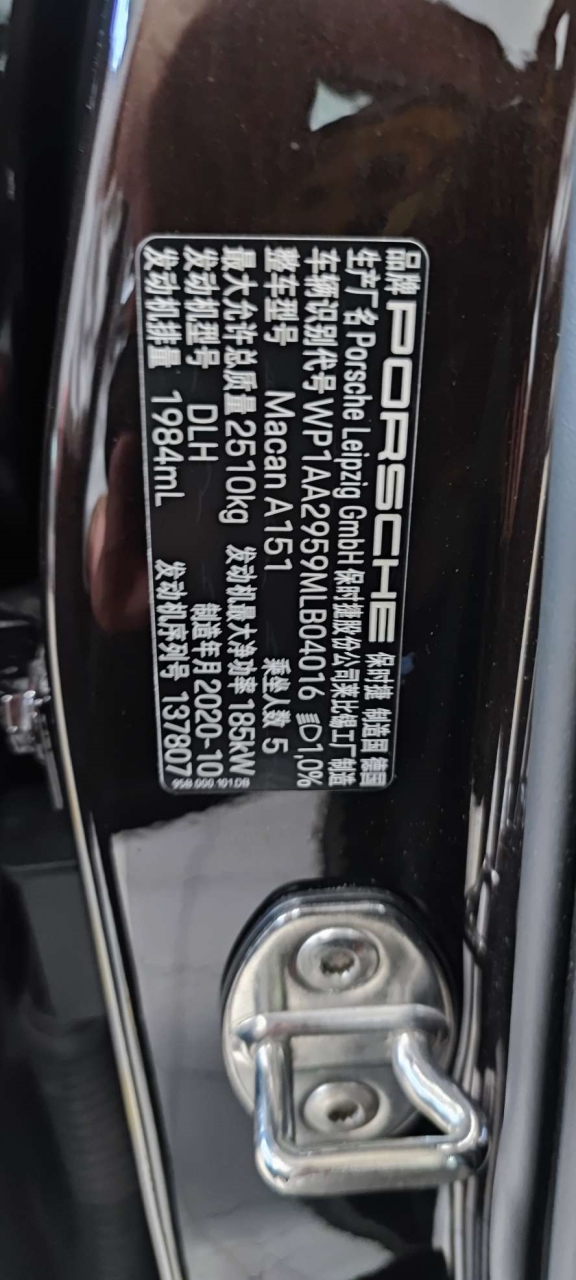 品牌 PORSCHE 保时捷 制造国 德国
生产厂名 Porsche Leipzig GmbH 保时捷股份公司莱比锡工厂制造
车辆识别代号 WP1AA2959MLB04016 1,0%
整车型号 Macan A151 乘坐人数 5
最大允许总质量 2510kg 发动机最大净功率 185kW
发动机型号 DLH 制造年月 2020-10
发动机排量 1984mL 发动机序列号 137807
95B.000.101.DB